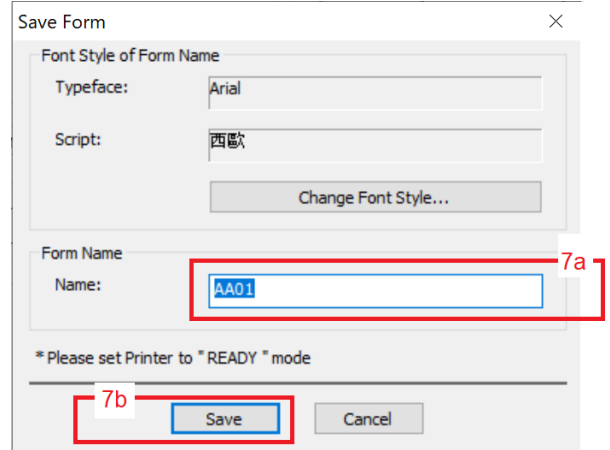 Save Form
Font Style of Form Name
Typeface: Arial
Script: 西歐
Change Font Style...
Form Name
7a
Name: AA01
* Please set Printer to " READY " mode
7b
Save Cancel